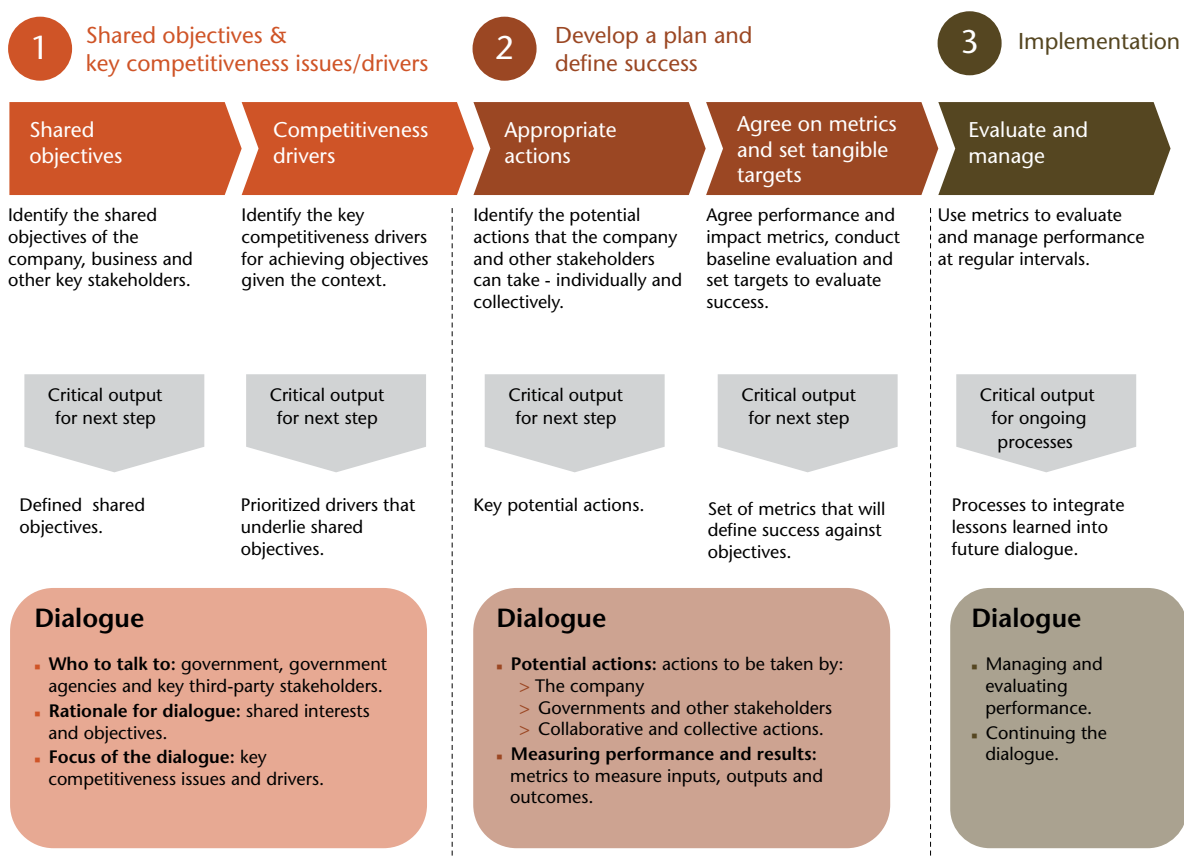 1
Shared objectives &
key competitiveness issues/drivers
2
Develop a plan and
define success
3
Implementation
Shared
objectives
Competitiveness
drivers
Appropriate
actions
Agree on metrics
and set tangible
targets
Evaluate and
manage
Identify the shared
objectives of the
company, business and
other key stakeholders.
Identify the key
competitiveness drivers
for achieving objectives
given the context.
Identify the potential
actions that the company
and other stakeholders
can take - individually and
collectively.
Agree performance and
impact metrics, conduct
baseline evaluation and
set targets to evaluate
success.
Use metrics to evaluate
and manage performance
at regular intervals.
Critical output
for next step
Critical output
for next step
Critical output
for next step
Critical output
for next step
Critical output
for ongoing
processes
Defined shared
objectives.
Prioritized drivers that
underlie shared
objectives.
Key potential actions.
Set of metrics that will
define success against
objectives.
Processes to integrate
lessons learned into
future dialogue.
Dialogue
▪ Who to talk to: government, government
agencies and key third-party stakeholders.
▪ Rationale for dialogue: shared interests
and objectives.
▪ Focus of the dialogue: key
competitiveness issues and drivers.
Dialogue
▪ Potential actions: actions to be taken by:
> The company
> Governments and other stakeholders
> Collaborative and collective actions.
▪ Measuring performance and results:
metrics to measure inputs, outputs and
outcomes.
Dialogue
▪ Managing and
evaluating
performance.
▪ Continuing the
dialogue.